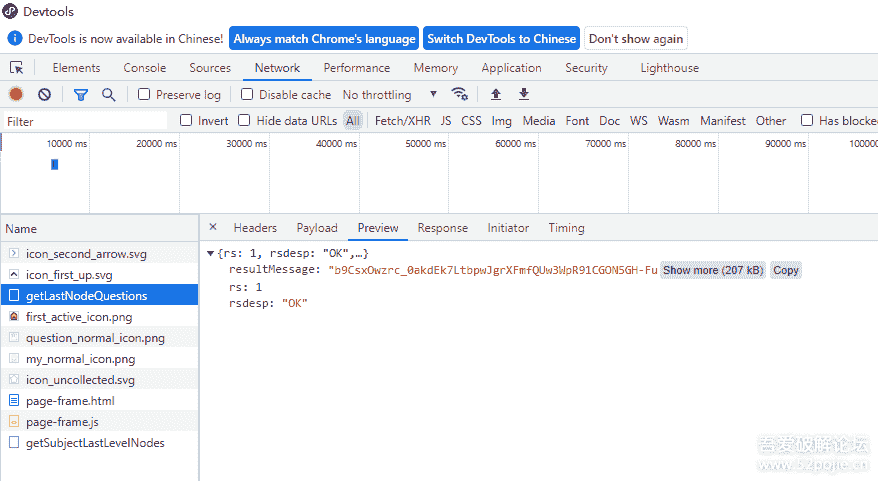 Devtools
DevTools is now available in Chinese! Always match Chrome's language Switch DevTools to Chinese Don't show again
Elements Console Sources Network Performance Memory Application Security Lighthouse
Preserve log Disable cache No throttling
Filter Invert Hide data URLs All Fetch/XHR JS CSS Img Media Font Doc WS Wasm Manifest Other Has blocked
10000 ms 20000 ms 30000 ms 40000 ms 50000 ms 60000 ms 70000 ms 80000 ms 90000 ms 100000
Name
icon_second_arrow.svg
icon_first_up.svg
getLastNodeQuestions
first_active_icon.png
question_normal_icon.png
my_normal_icon.png
icon_uncollected.svg
page-frame.html
page-frame.js
getSubjectLastLevelNodes
× Headers Payload Preview Response Initiator Timing
{rs: 1, rsdesp: "OK",…}
resultMessage: "b9CsxOwzrc_0akdEk7LtbpwJgrXFmfQUw3WpR91CGON5GH-Fu Show more (207 kB) Copy
rs: 1
rsdesp: "OK"
吾爱破解论坛
www.52pojie.cn